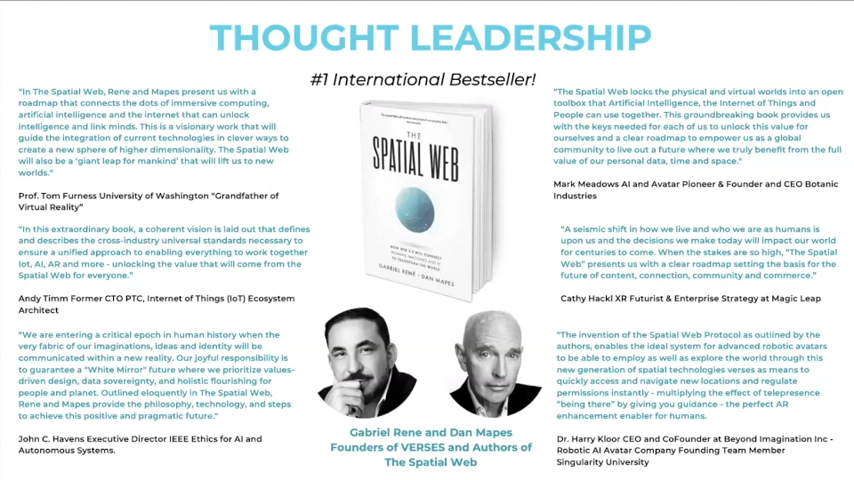 THOUGHT LEADERSHIP
#1 International Bestseller!
"In The Spatial Web, Rene and Mapes present us with a
roadmap that connects the dots of immersive computing,
artificial intelligence and the internet that can unlock
intelligence and link minds. This is a visionary work that will
guide the integration of current technologies in clever ways to
create a new sphere of higher dimensionality. The Spatial Web
will also be a 'giant leap for mankind' that will lift us to new
worlds."
Prof. Tom Furness University of Washington "Grandfather of
Virtual Reality"
"In this extraordinary book, a coherent vision is laid out that defines
and describes the cross-industry universal standards necessary to
ensure a unified approach to enabling everything to work together
Iot, AI, AR and more - unlocking the value that will come from the
Spatial Web for everyone."
Andy Timm Former CTO PTC, Internet of Things (IoT) Ecosystem
Architect
"We are entering a critical epoch in human history when the
very fabric of our imaginations, ideas and identity will be
communicated within a new reality. Our joyful responsibility is
to guarantee a "White Mirror" future where we prioritize values-
driven design, data sovereignty, and holistic flourishing for
people and planet. Outlined eloquently in The Spatial Web,
Rene and Mapes provide the philosophy, technology, and steps
to achieve this positive and pragmatic future."
John C. Havens Executive Director IEEE Ethics for AI and
Autonomous Systems.
THE
SPATIAL WEB
HOW WEB 3.0 WILL CONNECT
HUMANS, MACHINES AND AI
TO TRANSFORM THE WORLD
GABRIEL RENÉ · DAN MAPES
Gabriel Rene and Dan Mapes
Founders of VERSES and Authors of
The Spatial Web
"The Spatial Web locks the physical and virtual worlds into an open
toolbox that Artificial Intelligence, the Internet of Things and
People can use together. This groundbreaking book provides us
with the keys needed for each of us to unlock this value for
ourselves and a clear roadmap to empower us as a global
community to live out a future where we truly benefit from the full
value of our personal data, time and space."
Mark Meadows AI and Avatar Pioneer & Founder and CEO Botanic
Industries
"A seismic shift in how we live and who we are as humans is
upon us and the decisions we make today will impact our world
for centuries to come. When the stakes are so high, "The Spatial
Web" presents us with a clear roadmap setting the basis for the
future of content, connection, community and commerce."
Cathy Hackl XR Futurist & Enterprise Strategy at Magic Leap
"The invention of the Spatial Web Protocol as outlined by the
authors, enables the ideal system for advanced robotic avatars
to be able to employ as well as explore the world through this
new generation of spatial technologies verses as means to
quickly access and navigate new locations and regulate
permissions instantly - multiplying the effect of telepresence
"being there" by giving you guidance - the perfect AR
enhancement enabler for humans.
Dr. Harry Kloor CEO and CoFounder at Beyond Imagination Inc -
Robotic AI Avatar Company Founding Team Member
Singularity University